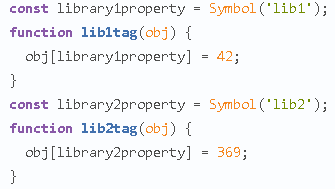 const library1property = Symbol('lib1');
function lib1tag(obj) {
  obj[library1property] = 42;
}
const library2property = Symbol('lib2');
function lib2tag(obj) {
  obj[library2property] = 369;
}